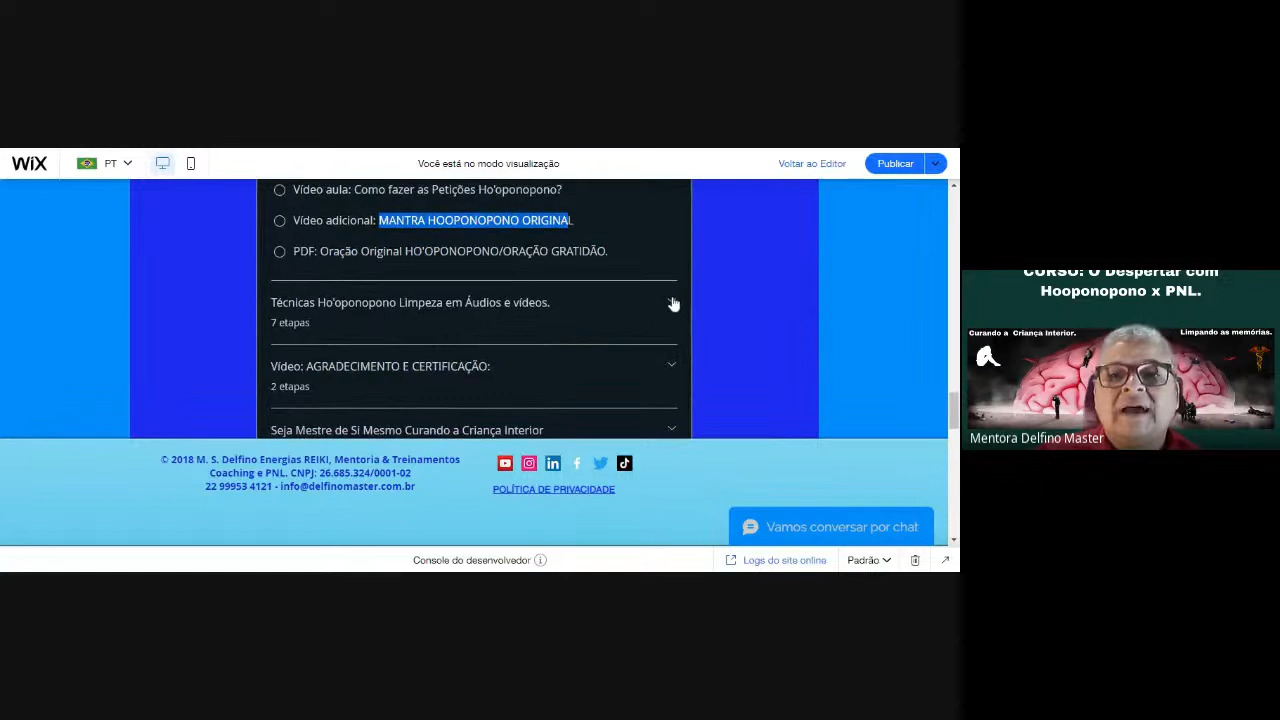 WiX
PT
Você está no modo visualização
Voltar ao Editor
Publicar
Vídeo aula: Como fazer as Petições Ho'oponopono?
Vídeo adicional: MANTRA HOOPONOPONO ORIGINAL
PDF: Oração Original HO'OPONOPONO/ORAÇÃO GRATIDÃO.
Técnicas Ho'oponopono Limpeza em Áudios e vídeos.
7 etapas
Vídeo: AGRADECIMENTO E CERTIFICAÇÃO:
2 etapas
Seja Mestre de Si Mesmo Curando a Criança Interior
© 2018 M. S. Delfino Energias REIKI, Mentoria & Treinamentos
Coaching e PNL. CNPJ: 26.685.324/0001-02
22 99953 4121 - info@delfinomaster.com.br
POLÍTICA DE PRIVACIDADE
Vamos conversar por chat
Console do desenvolvedor
Logs do site online
Padrão
CURSO: O Despertar com
Hooponopono x PNL.
Curando a Criança Interior.
Limpando as memórias.
Mentora Delfino Master